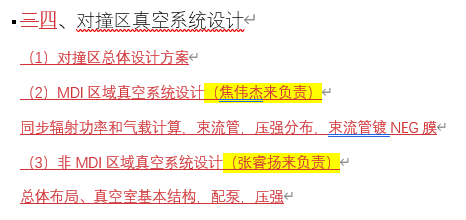 三四、对撞区真空系统设计
（1）对撞区总体设计方案
（2）MDI 区域真空系统设计（焦伟杰来负责）
同步辐射功率和气载计算，束流管，压强分布，束流管镀 NEG 膜
（3）非 MDI 区域真空系统设计（张睿扬来负责）
总体布局、真空室基本结构，配泵，压强